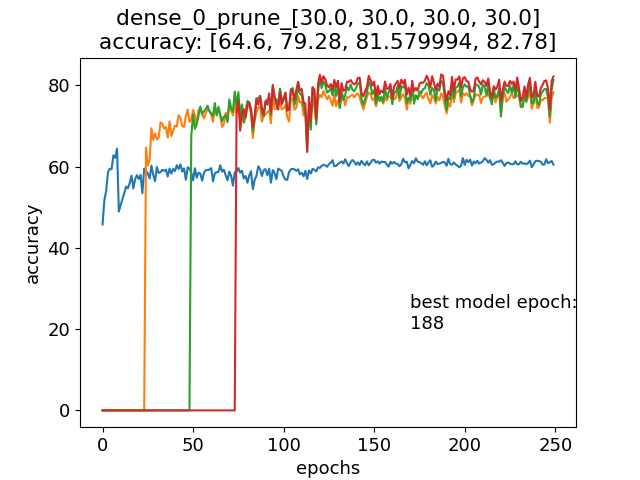 dense_0_prune_[30.0, 30.0, 30.0, 30.0]
accuracy: [64.6, 79.28, 81.579994, 82.78]
80
60
40
20
0
accuracy
best model epoch:
188
0 50 100 150 200 250
epochs